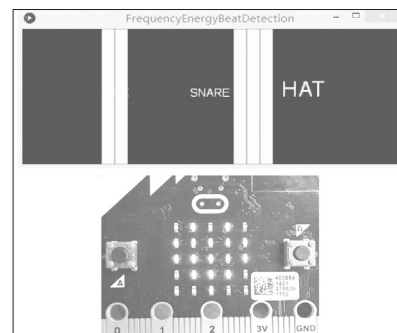 FrequencyEnergyBeatDetection
SNARE
HAT
A
B
0 1 2 3V GND